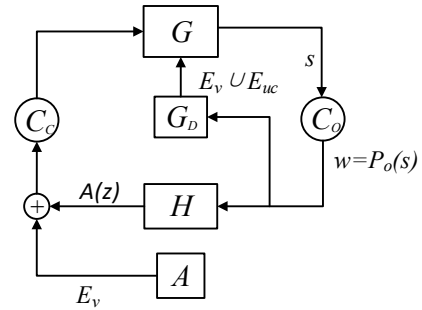 G
s
E_v ∪ E_uc
C_C
G_D
C_O
w=P_o(s)
A(z)
H
+
A
E_v